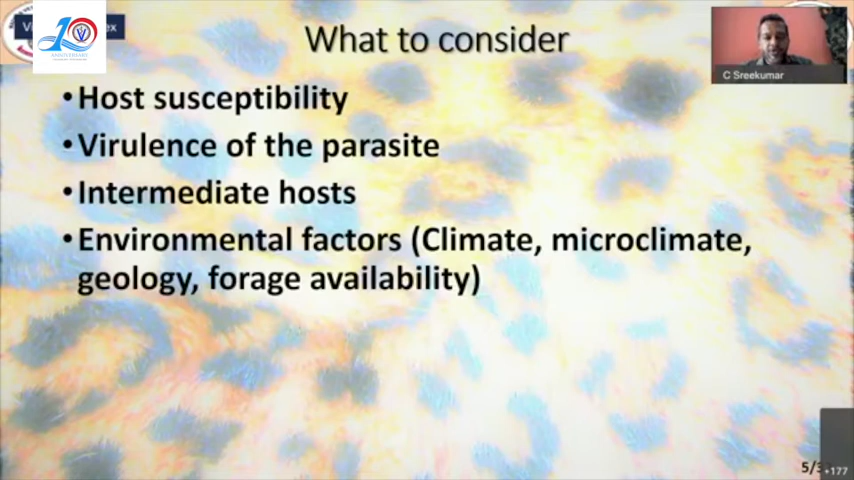 What to consider
C Sreekumar
•Host susceptibility
•Virulence of the parasite
•Intermediate hosts
•Environmental factors (Climate, microclimate,
geology, forage availability)
+177